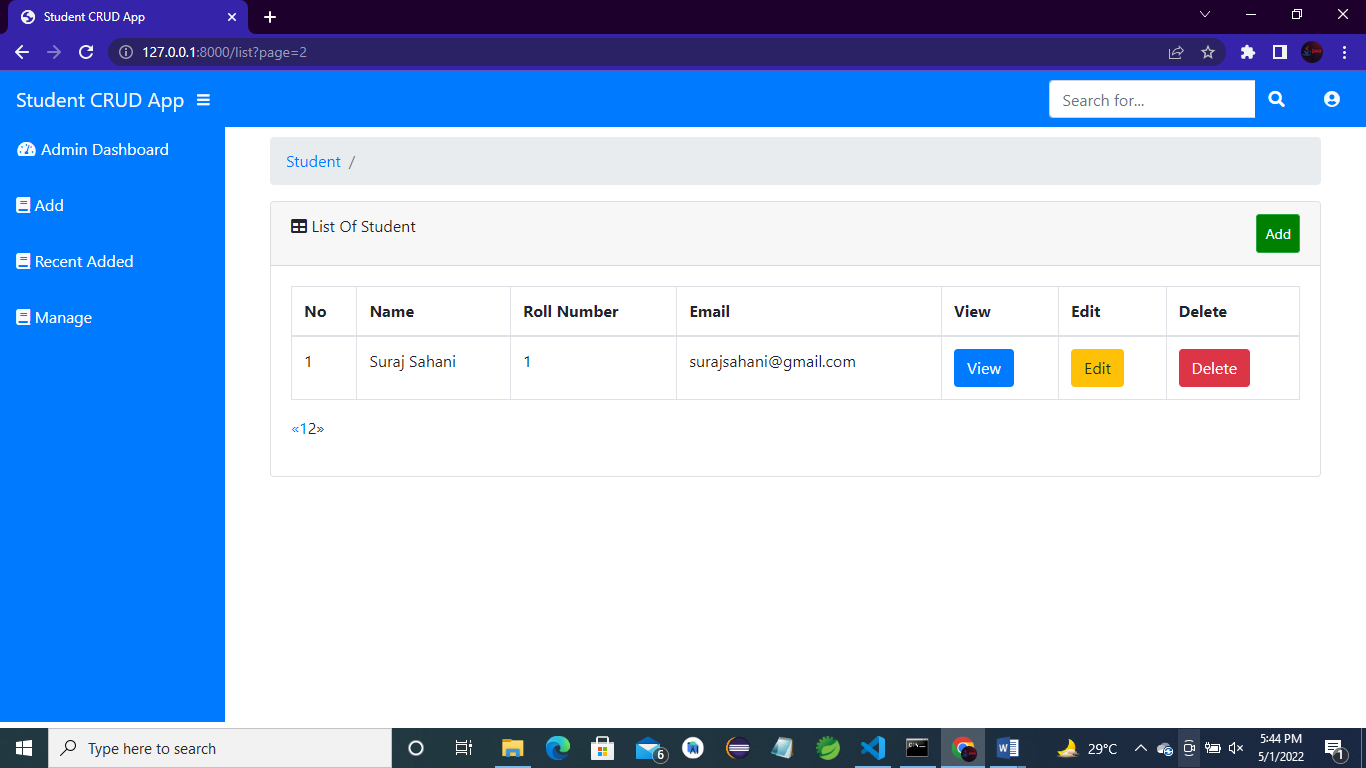 Student CRUD App
127.0.0.1:8000/list?page=2
Student CRUD App
Search for...
Admin Dashboard
Add
Recent Added
Manage
Student /
List Of Student
Add
No Name Roll Number Email View Edit Delete
1 Suraj Sahani 1 surajsahani@gmail.com View Edit Delete
«12»
Type here to search
6
29°C
5:44 PM
5/1/2022
1